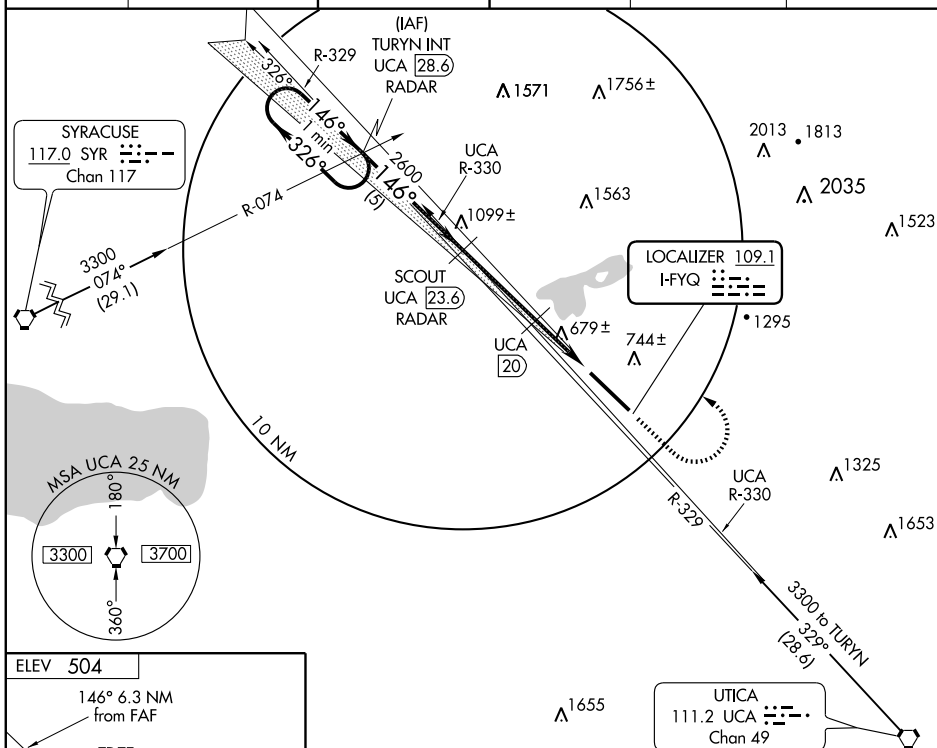 (IAF)
TURYN INT
UCA 28.6
RADAR
R-329
326°
146°
1 min
326°
146°
(5)
2600
UCA
R-330
1571
1756±
2013
1813
2035
1563
1523
1099±
SYRACUSE
117.0 SYR
Chan 117
R-074
3300
074°
(29.1)
SCOUT
UCA 23.6
RADAR
LOCALIZER 109.1
I-FYQ
1295
679±
744±
UCA
20
10 NM
MSA UCA 25 NM
180°
3300
3700
360°
1325
UCA
R-330
R-329
1653
3300 to TURYN
329°
(28.6)
ELEV 504
146° 6.3 NM
from FAF
1655
UTICA
111.2 UCA
Chan 49